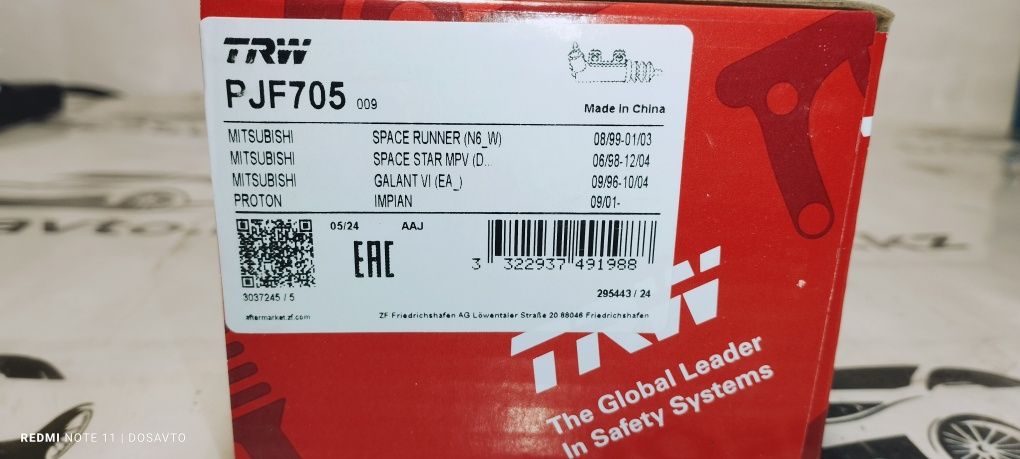 TRW
PJF705 009
Made in China
MITSUBISHI SPACE RUNNER (N6_W) 08/99-01/03
MITSUBISHI SPACE STAR MPV (D... 06/98-12/04
MITSUBISHI GALANT VI (EA_) 09/96-10/04
PROTON IMPIAN 09/01-
05/24 AAJ
EAC
3 322937 491988
3037245 / 5
295443 / 24
aftermarket.zf.com
ZF Friedrichshafen AG Löwentaler Straße 20 88046 Friedrichshafen
TRW
The Global Leader
In Safety Systems
REDMI NOTE 11 | DOSAVTO